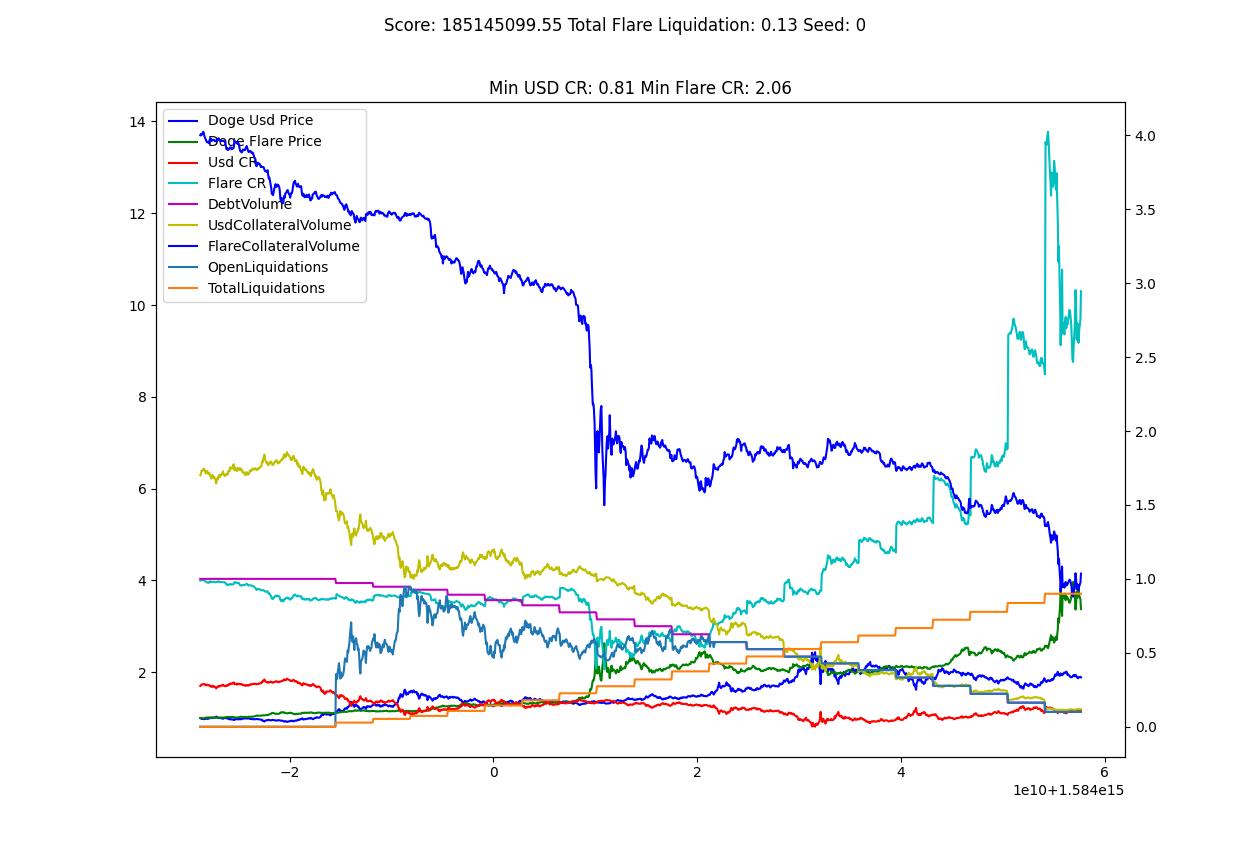 Score: 185145099.55 Total Flare Liquidation: 0.13 Seed: 0
Min USD CR: 0.81 Min Flare CR: 2.06
Doge Usd Price
Doge Flare Price
Usd CR
Flare CR
DebtVolume
UsdCollateralVolume
FlareCollateralVolume
OpenLiquidations
TotalLiquidations
14
12
10
8
6
4
2
4.0
3.5
3.0
2.5
2.0
1.5
1.0
0.5
0.0
−2 0 2 4 6
1e10+1.584e15